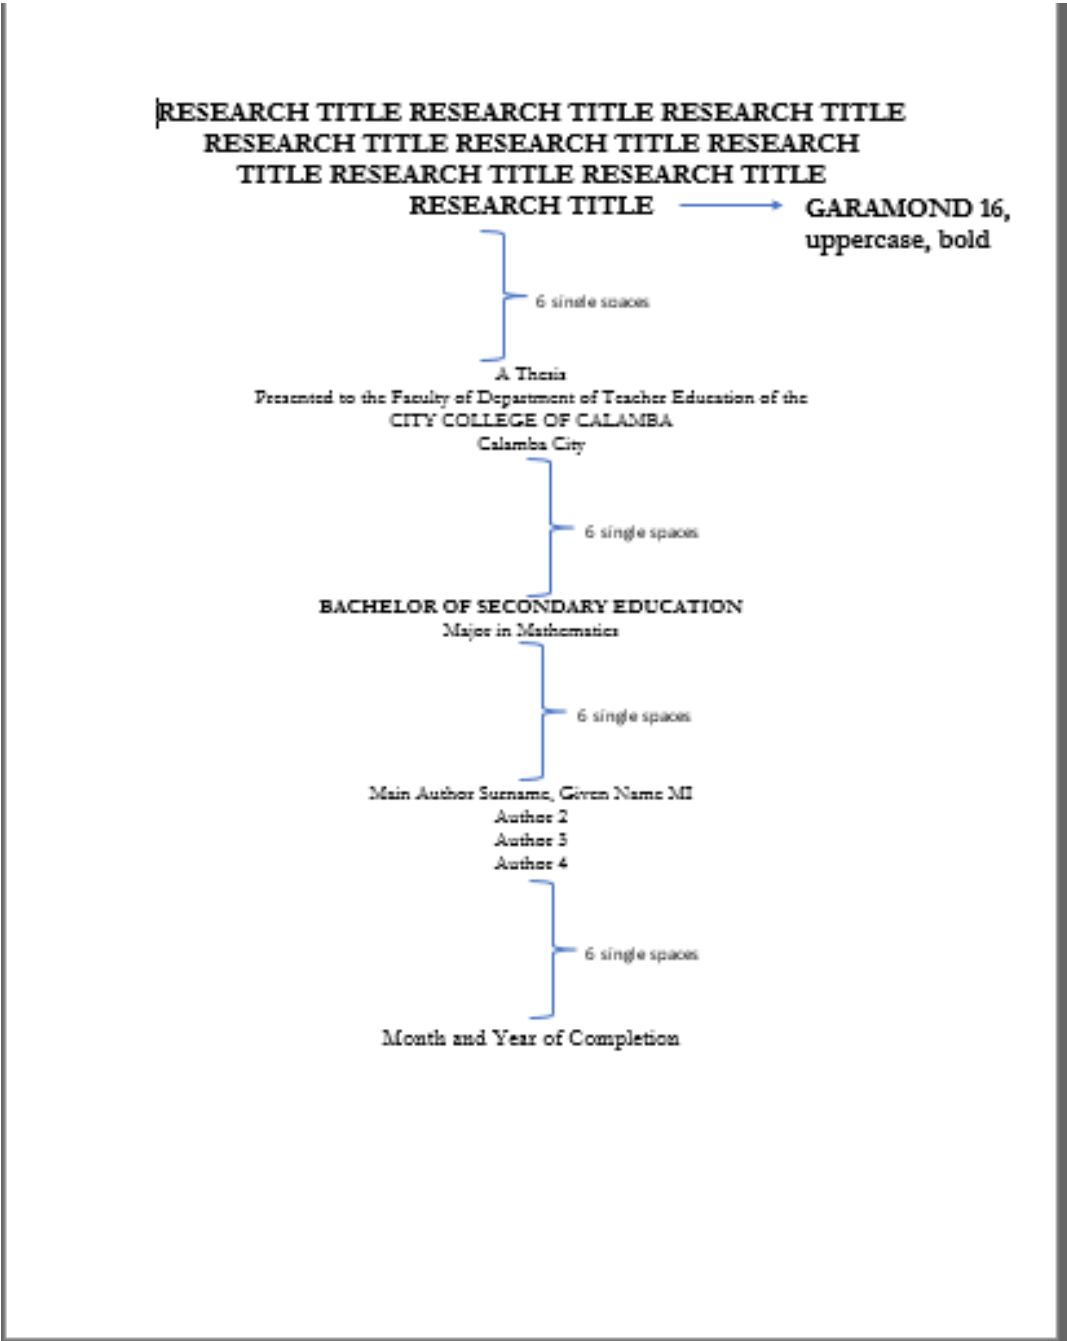 RESEARCH TITLE RESEARCH TITLE RESEARCH TITLE
RESEARCH TITLE RESEARCH TITLE RESEARCH
TITLE RESEARCH TITLE RESEARCH TITLE
RESEARCH TITLE
GARAMOND 16,
uppercase, bold
6 single spaces
A Thesis
Presented to the Faculty of Department of Teacher Education of the
CITY COLLEGE OF CALAMBA
Calamba City
6 single spaces
BACHELOR OF SECONDARY EDUCATION
Major in Mathematics
6 single spaces
Main Author Surname, Given Name MI
Author 2
Author 3
Author 4
6 single spaces
Month and Year of Completion